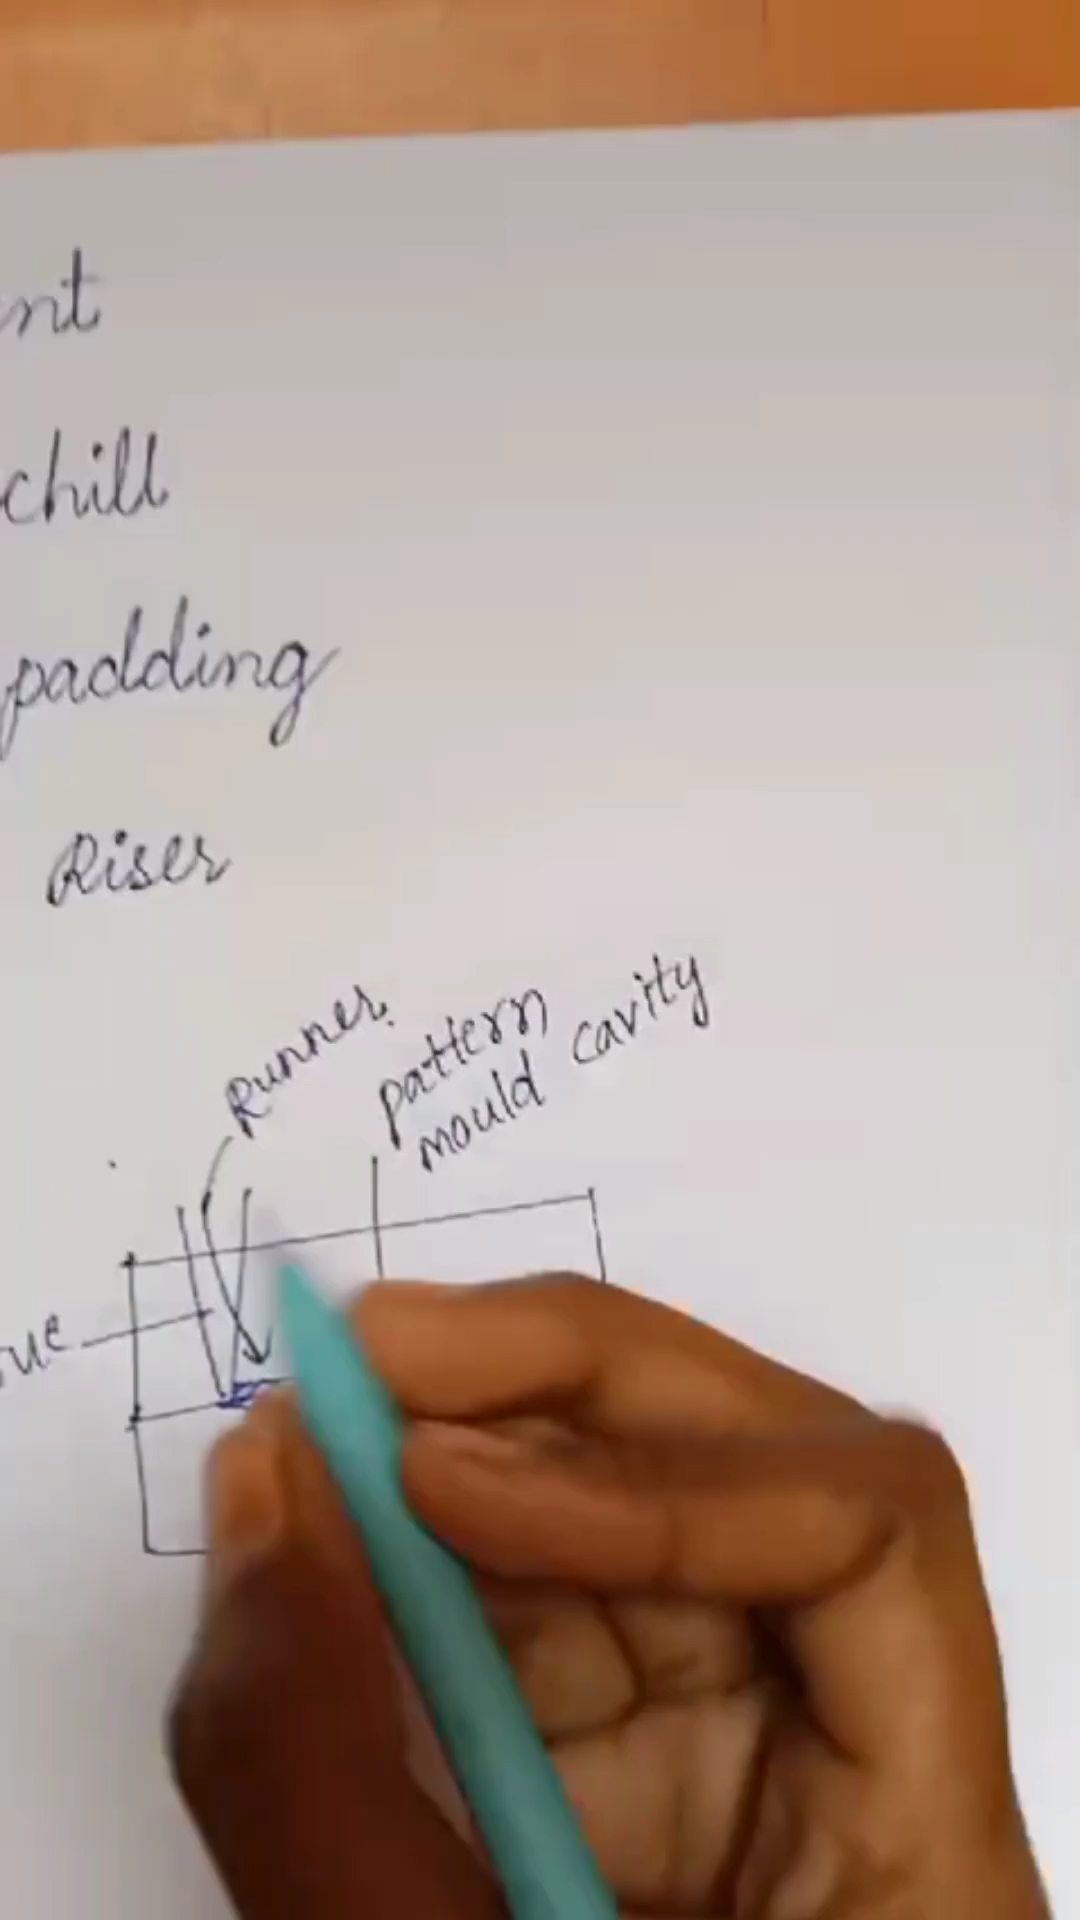 nt
chill
padding
Riser
Runner.
pattern
mould cavity
ue